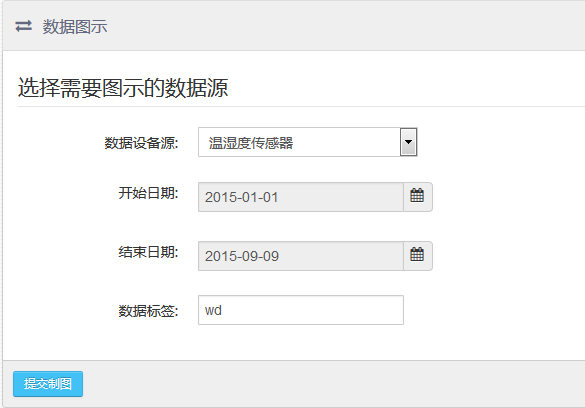 数据图示
选择需要图示的数据源
数据设备源: 温湿度传感器
开始日期: 2015-01-01
结束日期: 2015-09-09
数据标签: wd
提交制图